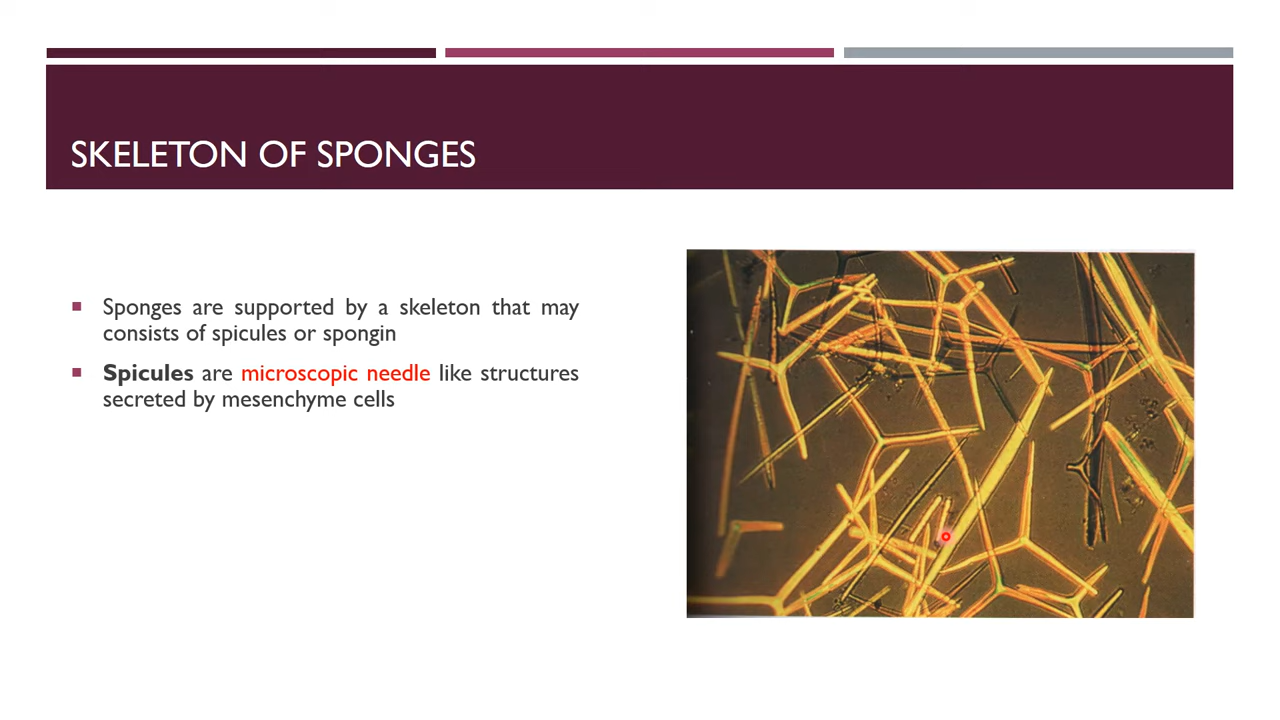 SKELETON OF SPONGES
Sponges are supported by a skeleton that may
consists of spicules or spongin
Spicules are microscopic needle like structures
secreted by mesenchyme cells